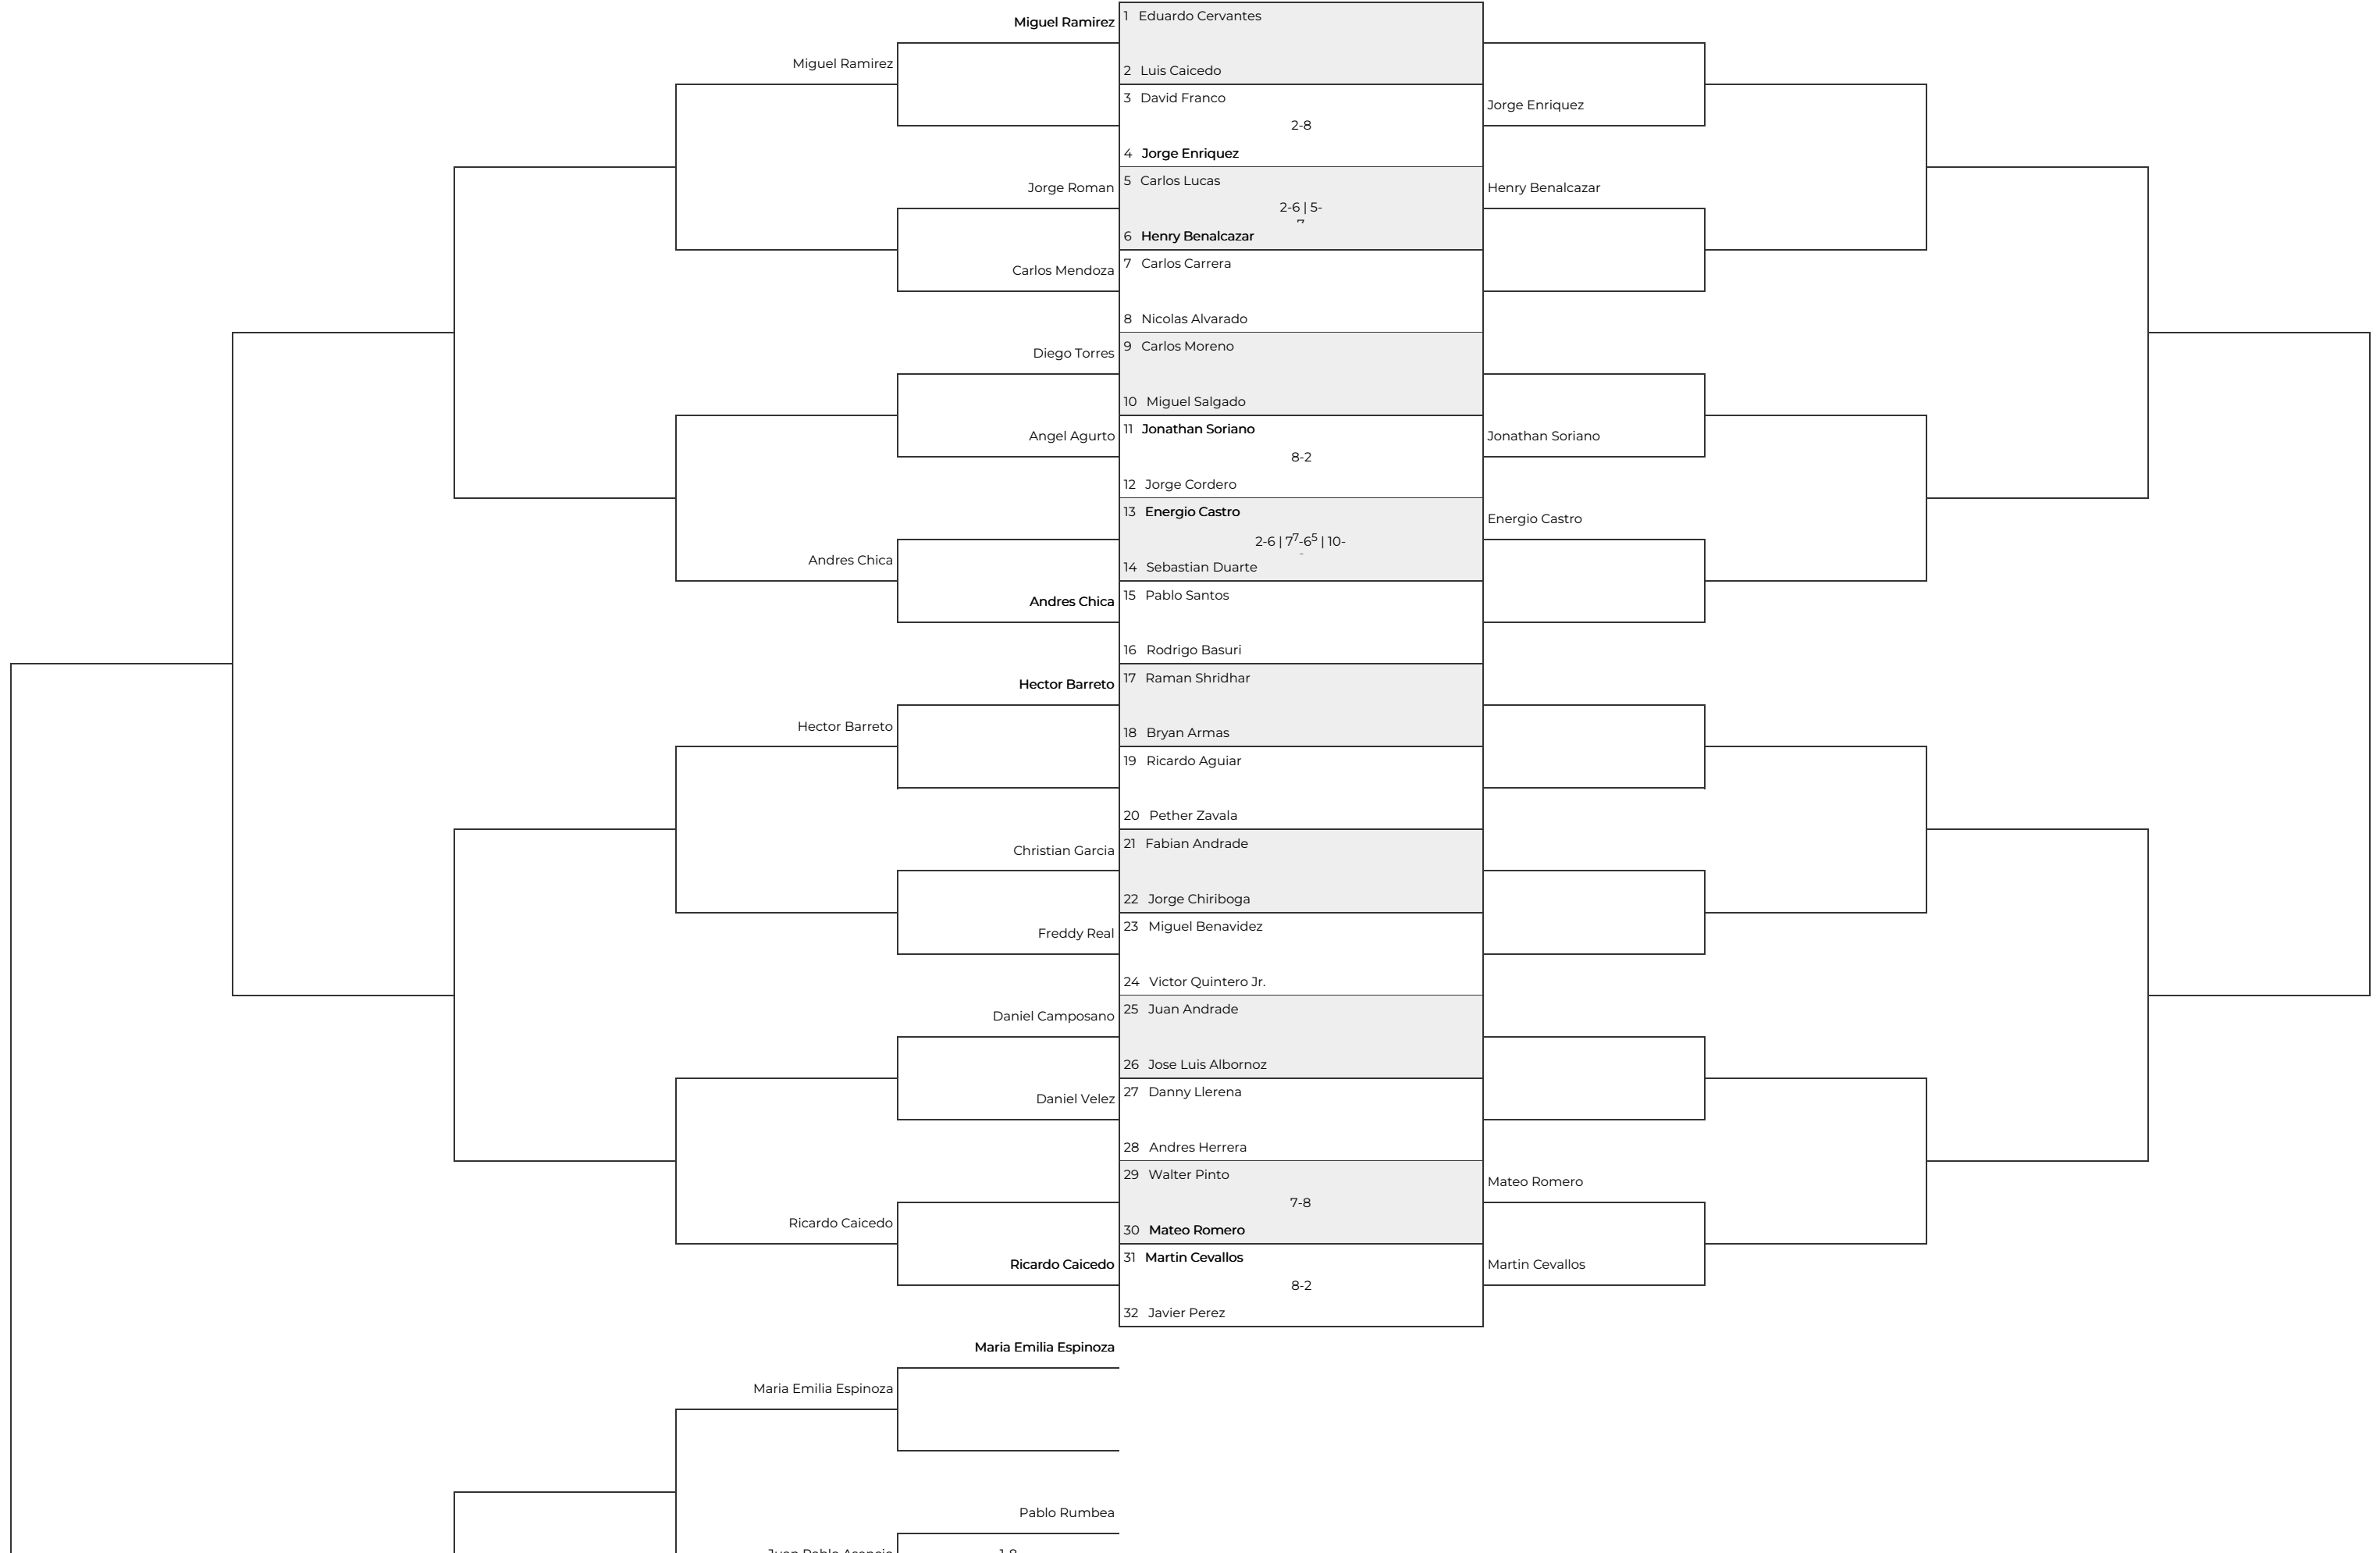 Miguel Ramirez
1 Eduardo Cervantes
Miguel Ramirez
2 Luis Caicedo
3 David Franco
Jorge Enriquez
2-8
4 Jorge Enriquez
5 Carlos Lucas
Jorge Roman
Henry Benalcazar
2-6 | 5-
6 Henry Benalcazar
7 Carlos Carrera
Carlos Mendoza
8 Nicolas Alvarado
9 Carlos Moreno
Diego Torres
10 Miguel Salgado
11 Jonathan Soriano
Angel Agurto
Jonathan Soriano
8-2
12 Jorge Cordero
13 Energio Castro
Energio Castro
2-6 | 7⁷-6⁵ | 10-
Andres Chica
14 Sebastian Duarte
15 Pablo Santos
Andres Chica
16 Rodrigo Basuri
17 Raman Shridhar
Hector Barreto
Hector Barreto
18 Bryan Armas
19 Ricardo Aguiar
20 Pether Zavala
21 Fabian Andrade
Christian Garcia
22 Jorge Chiriboga
23 Miguel Benavidez
Freddy Real
24 Victor Quintero Jr.
25 Juan Andrade
Daniel Camposano
26 Jose Luis Albornoz
27 Danny Llerena
Daniel Velez
28 Andres Herrera
29 Walter Pinto
Mateo Romero
7-8
Ricardo Caicedo
30 Mateo Romero
31 Martin Cevallos
Ricardo Caicedo
Martin Cevallos
8-2
32 Javier Perez
Maria Emilia Espinoza
Maria Emilia Espinoza
Pablo Rumbea